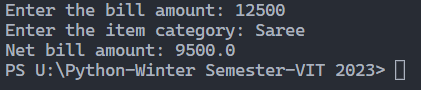 Enter the bill amount: 12500
Enter the item category: Saree
Net bill amount: 9500.0
PS U:\Python-Winter Semester-VIT 2023>